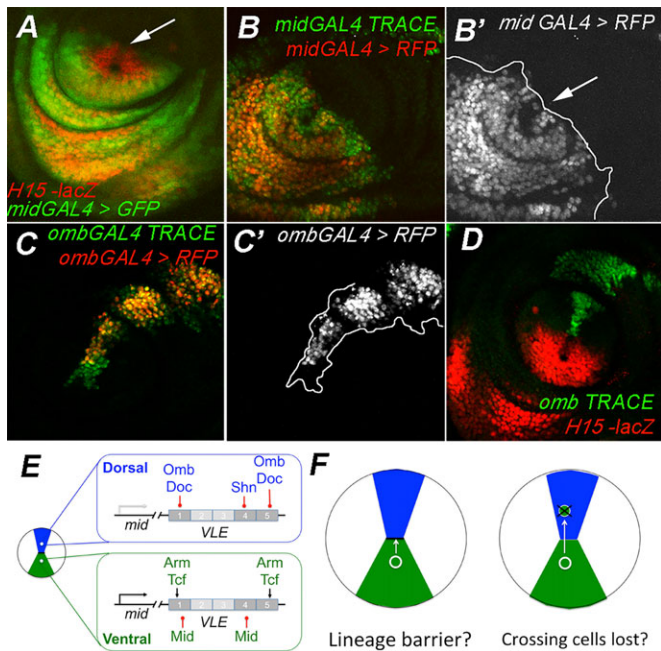 A
H15-lacZ
midGAL4 > GFP
B
midGAL4 TRACE
midGAL4 > RFP
B'
mid GAL4 > RFP
C
ombGAL4 TRACE
ombGAL4 > RFP
C'
ombGAL4 > RFP
D
omb TRACE
H15-lacZ
E
Dorsal
Omb
Doc
Shn
Omb
Doc
mid
1 2 3 4 5
VLE
Arm
Tcf
Arm
Tcf
mid
1 2 3 4 5
VLE
Ventral
Mid
Mid
F
Lineage barrier?
Crossing cells lost?